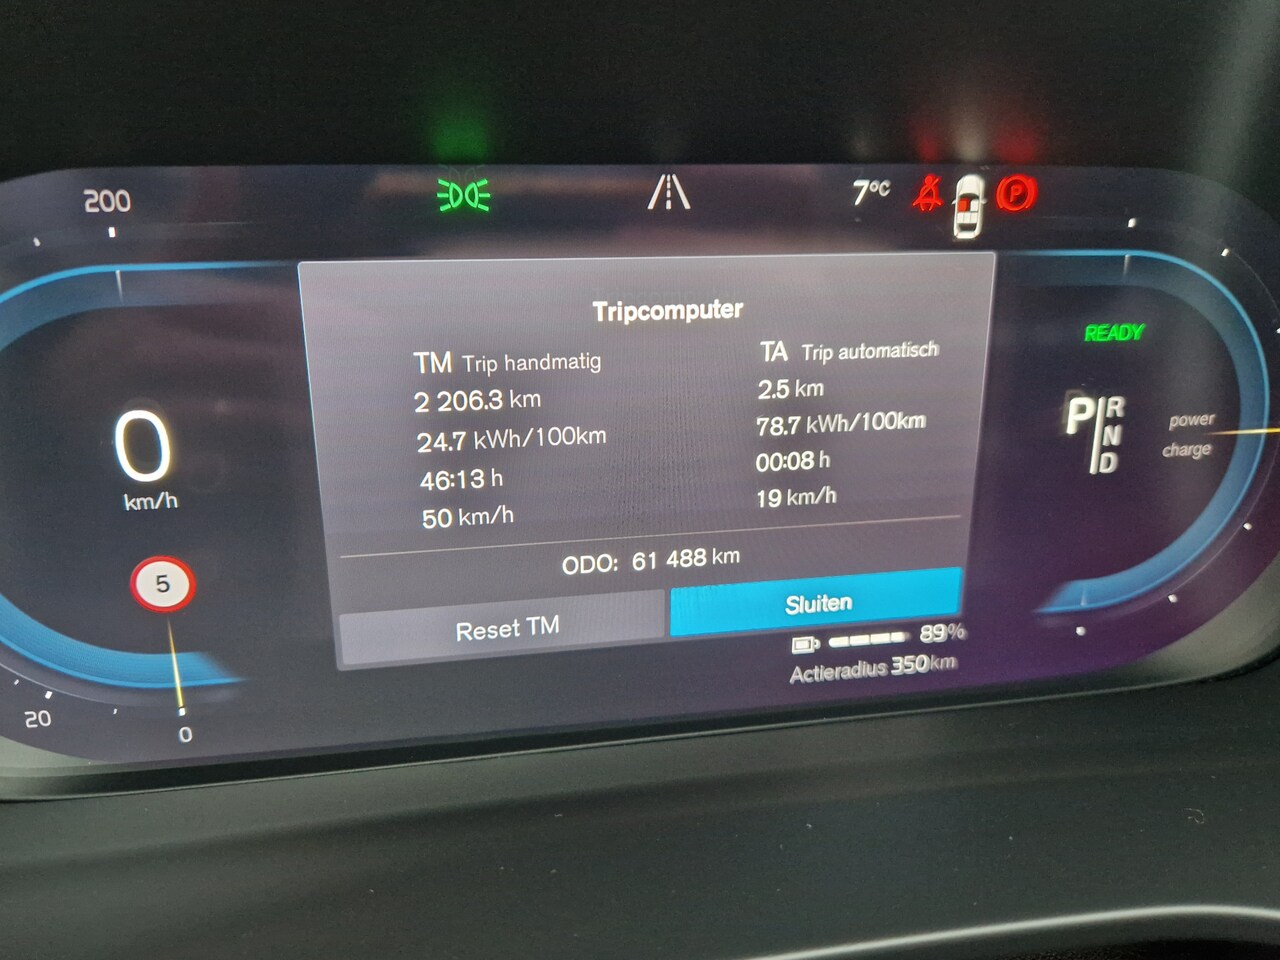 200
7°C
P
Tripcomputer
TM Trip handmatig
2 206.3 km
24.7 kWh/100km
46:13 h
50 km/h
TA Trip automatisch
2.5 km
78.7 kWh/100km
00:08 h
19 km/h
ODO: 61 488 km
Reset TM
Sluiten
89%
Actieradius 350km
0
km/h
5
20
0
READY
P R
N
D
power
charge